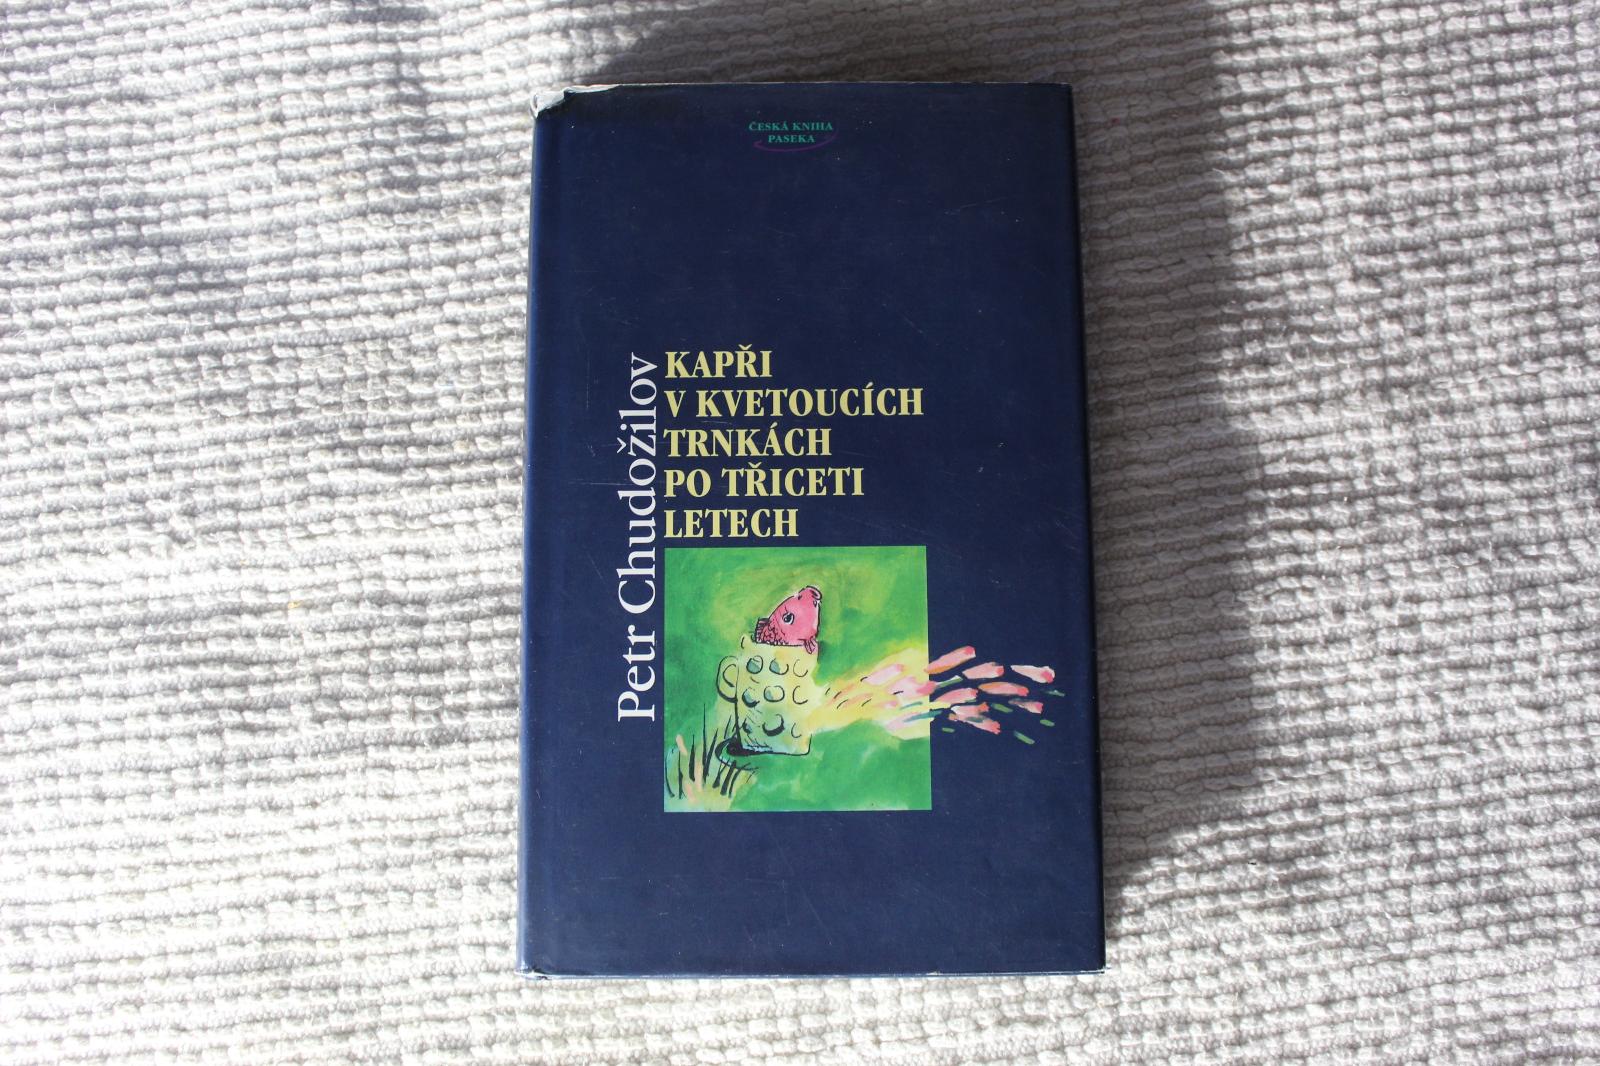 ČESKÁ KNIHA
PASEKA
Petr Chudožilov
KAPŘI
V KVETOUCÍCH
TRNKÁCH
PO TŘICETI
LETECH